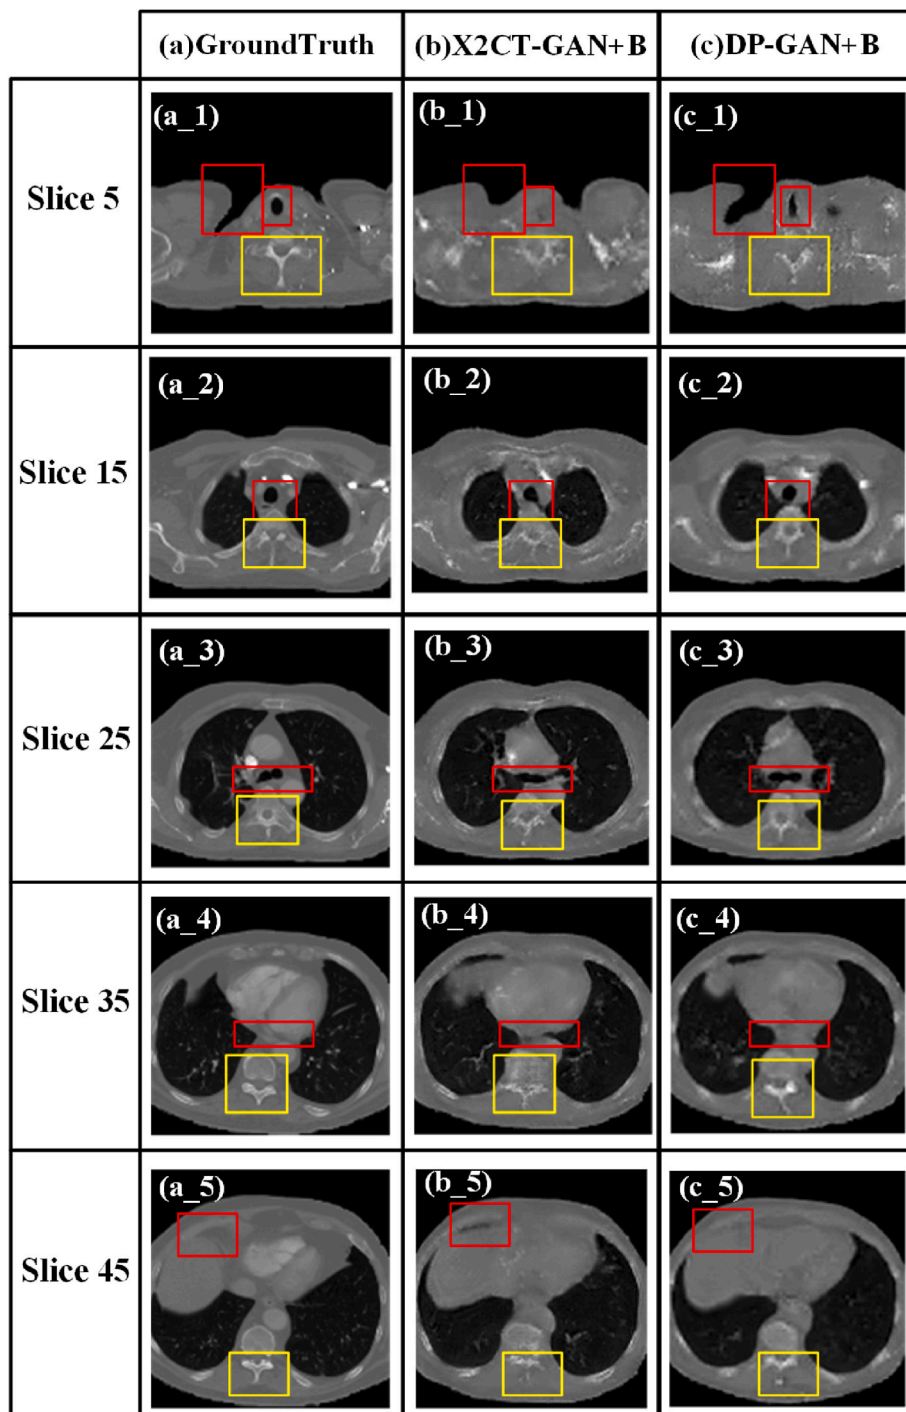 (a)GroundTruth
(b)X2CT-GAN+B
(c)DP-GAN+B
Slice 5
(a_1)
(b_1)
(c_1)
Slice 15
(a_2)
(b_2)
(c_2)
Slice 25
(a_3)
(b_3)
(c_3)
Slice 35
(a_4)
(b_4)
(c_4)
Slice 45
(a_5)
(b_5)
(c_5)